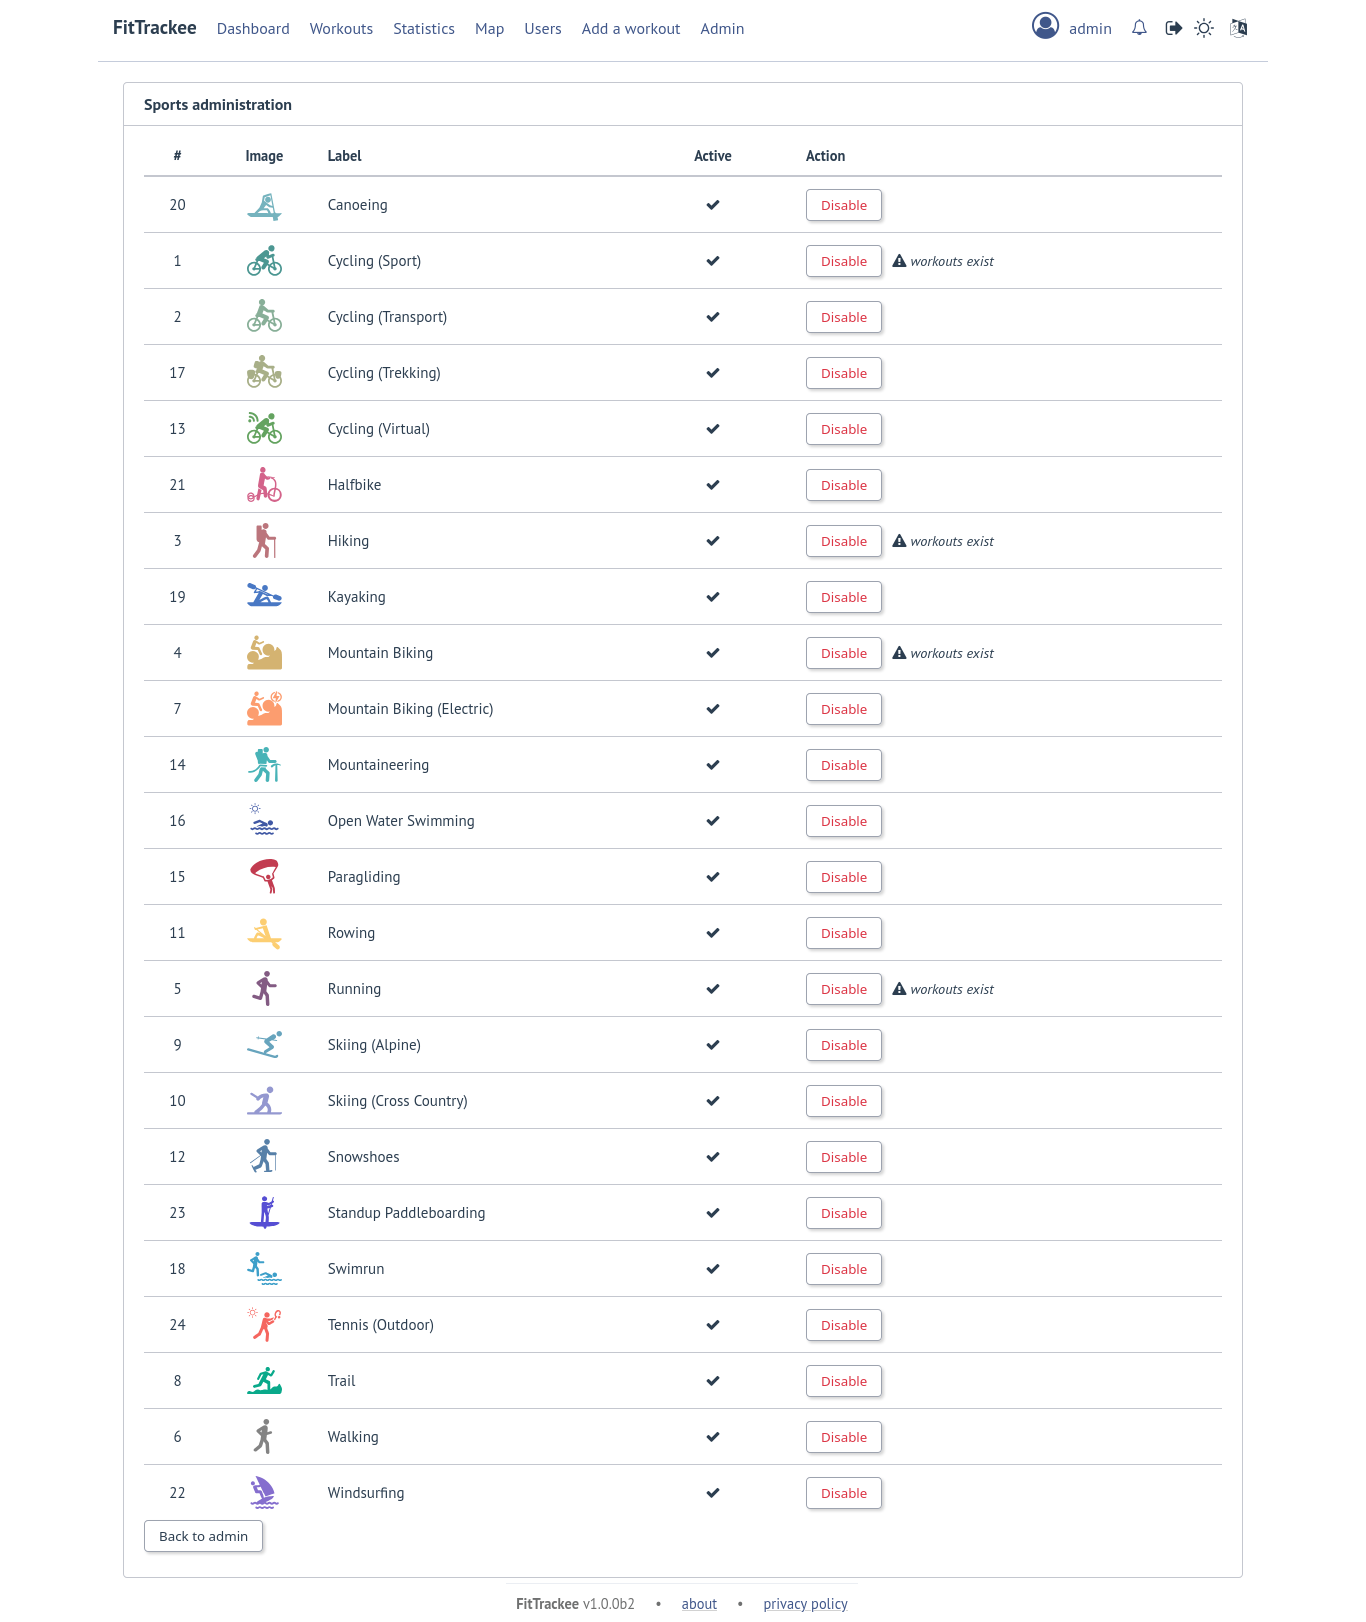 FitTrackee Dashboard Workouts Statistics Map Users Add a workout Admin admin
Sports administration
# Image Label Active Action
20 Canoeing Disable
1 Cycling (Sport) Disable workouts exist
2 Cycling (Transport) Disable
17 Cycling (Trekking) Disable
13 Cycling (Virtual) Disable
21 Halfbike Disable
3 Hiking Disable workouts exist
19 Kayaking Disable
4 Mountain Biking Disable workouts exist
7 Mountain Biking (Electric) Disable
14 Mountaineering Disable
16 Open Water Swimming Disable
15 Paragliding Disable
11 Rowing Disable
5 Running Disable workouts exist
9 Skiing (Alpine) Disable
10 Skiing (Cross Country) Disable
12 Snowshoes Disable
23 Standup Paddleboarding Disable
18 Swimrun Disable
24 Tennis (Outdoor) Disable
8 Trail Disable
6 Walking Disable
22 Windsurfing Disable
Back to admin
FitTrackee v1.0.0b2 • about • privacy policy